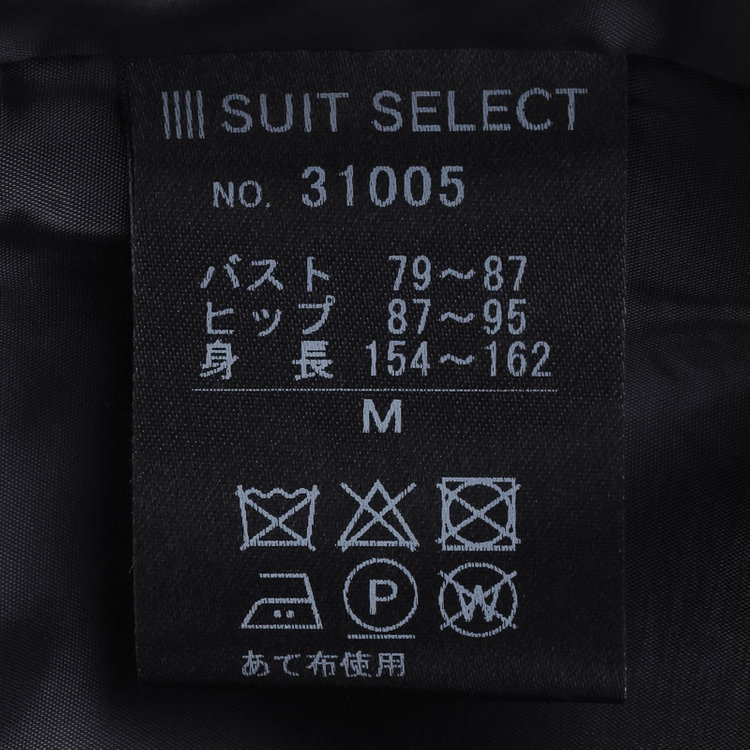 SUIT SELECT
NO. 31005
バスト 79～87
ヒップ 87～95
身長 154～162
M
P W
あて布使用